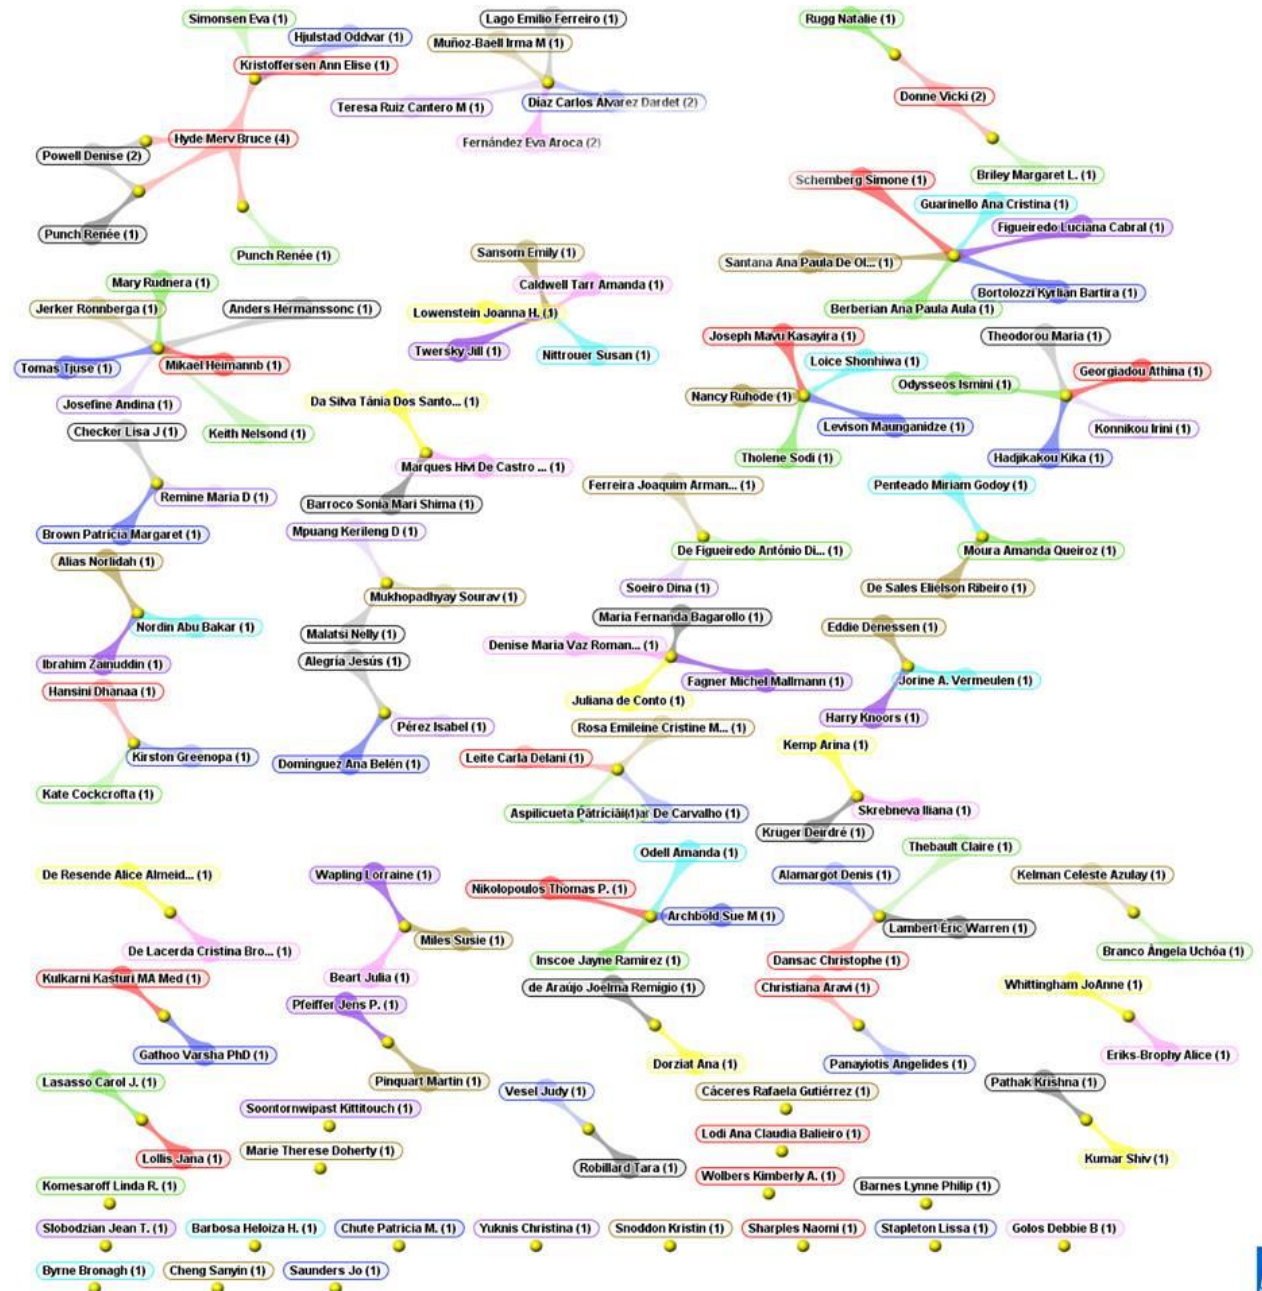 Simonsen Eva (1)
Hjulstad Oddvar (1)
Kristoffersen Ann Elise (1)
Hyde Merv Bruce (4)
Powell Denise (2)
Punch Renée (1)
Punch Renée (1)
Lago Emilio Ferreiro (1)
Muñoz-Baell Irma M (1)
Teresa Ruiz Cantero M (1)
Díaz Carlos Álvarez Dardet (2)
Fernández Eva Aroca (2)
Rugg Natalie (1)
Donne Vicki (2)
Briley Margaret L. (1)
Schemberg Simone (1)
Guarinello Ana Cristina (1)
Figueiredo Luciana Cabral (1)
Santana Ana Paula De Ol... (1)
Bortolozzi Kyrlian Bartira (1)
Berberian Ana Paula Aula (1)
Mary Rudnera (1)
Jerker Rönnberga (1)
Anders Hermanssonc (1)
Tomas Tjuse (1)
Mikael Heimannb (1)
Josefine Andina (1)
Keith Nelsond (1)
Sansom Emily (1)
Caldwell Tarr Amanda (1)
Lowenstein Joanna H. (1)
Twersky Jill (1)
Nittrouer Susan (1)
Joseph Mavu Kasayira (1)
Loice Shonhiwa (1)
Nancy Ruhode (1)
Levison Maunganidze (1)
Tholene Sodi (1)
Theodorou Maria (1)
Georgiadou Athina (1)
Odysseos Ismini (1)
Konnikou Irini (1)
Hadjikakou Kika (1)
Checker Lisa J (1)
Remine Maria D (1)
Brown Patricia Margaret (1)
Da Silva Tânia Dos Santo... (1)
Marques Hivi De Castro ... (1)
Barroco Sonia Mari Shima (1)
Mpuang Kerileng D (1)
Mukhopadhyay Sourav (1)
Malatsi Nelly (1)
Ferreira Joaquim Arman... (1)
De Figueiredo António Di... (1)
Soeiro Dina (1)
Penteado Miriam Godoy (1)
Moura Amanda Queiroz (1)
De Sales Elielson Ribeiro (1)
Alias Norlidah (1)
Nordin Abu Bakar (1)
Ibrahim Zainuddin (1)
Maria Fernanda Bagarollo (1)
Denise Maria Vaz Roman... (1)
Fagner Michel Mallmann (1)
Juliana de Conto (1)
Eddie Denessen (1)
Jorine A. Vermeulen (1)
Harry Knoors (1)
Hansini Dhanaa (1)
Kirston Greenopa (1)
Kate Cockcrofta (1)
Alegría Jesús (1)
Pérez Isabel (1)
Domínguez Ana Belén (1)
Rosa Emileine Cristine M... (1)
Leite Carla Delani (1)
Aspilicueta
De Carvalho (1)
Kemp Arina (1)
Skrebneva Iliana (1)
Krüger Deirdré (1)
De Resende Alice Almeid... (1)
De Lacerda Cristina Bro... (1)
Wapling Lorraine (1)
Miles Susie (1)
Beart Julia (1)
Odell Amanda (1)
Nikolopoulos Thomas P. (1)
Archbold Sue M (1)
Inscoe Jayne Ramirez (1)
Thebault Claire (1)
Alamargot Denis (1)
Lambert Éric Warren (1)
Dansac Christophe (1)
Kelman Celeste Azulay (1)
Branco Ângela Uchôa (1)
Kulkarni Kasturi MA Med (1)
Gathoo Varsha PhD (1)
Pfeiffer Jens P. (1)
Pinquart Martin (1)
de Araújo Joelma Remígio (1)
Dorziat Ana (1)
Christiana Aravi (1)
Panayiotis Angelides (1)
Whittingham JoAnne (1)
Eriks-Brophy Alice (1)
Lasasso Carol J. (1)
Lollis Jana (1)
Soontornwipast Kittitouch (1)
Marie Therese Doherty (1)
Vesel Judy (1)
Robillard Tara (1)
Cáceres Rafaela Gutiérrez (1)
Lodi Ana Claudia Balieiro (1)
Wolbers Kimberly A. (1)
Pathak Krishna (1)
Kumar Shiv (1)
Barnes Lynne Philip (1)
Komesaroff Linda R. (1)
Slobodzian Jean T. (1)
Barbosa Heloiza H. (1)
Chute Patricia M. (1)
Yuknis Christina (1)
Snoddon Kristin (1)
Sharples Naomi (1)
Stapleton Lissa (1)
Golos Debbie B (1)
Byrne Bronagh (1)
Cheng Sanyin (1)
Saunders Jo (1)